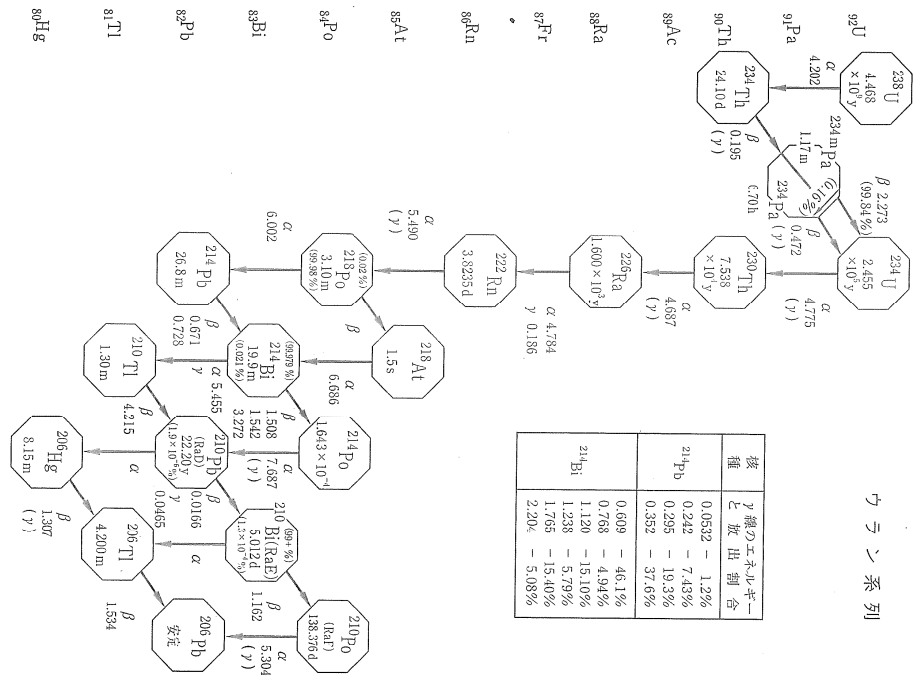 ウラン系列
₉₂U
₉₁Pa
₉₀Th
₈₉Ac
₈₈Ra
₈₇Fr
₈₆Rn
₈₅At
₈₄Po
₈₃Bi
₈₂Pb
₈₁Tl
₈₀Hg
²³⁸U
4.468
×10⁹y
α
4.202
²³⁴Th
24.10d
β
0.195
(γ)
²³⁴ᵐPa
1.17m
(0.16%)
²³⁴Pa
6.70h
β 2.273
(99.84%)
β
0.472
(γ)
²³⁴U
2.455
×10⁵y
α
4.775
(γ)
²³⁰Th
7.538
×10⁴y
α
4.687
(γ)
²²⁶Ra
1.600×10³y
α 4.784
γ 0.186
²²²Rn
3.8235d
α
5.490
(γ)
(0.02%)
²¹⁸Po
3.10m
(99.98%)
α
6.002
β
²¹⁴Pb
26.8m
β
0.671
0.728
γ
²¹⁸At
1.5s
α
6.686
(99.979%)
²¹⁴Bi
19.9m
(0.021%)
α 5.455
β
1.508
1.542
3.272
²¹⁰Tl
1.30m
β
4.215
²¹⁴Po
1.643×10⁻⁴
α
7.687
(γ)
²¹⁰Pb
(RaD)
22.20y
(1.9×10⁻⁶%)
α
β
0.0166
γ
0.0465
²⁰⁶Hg
8.15m
β
1.307
(γ)
210
(99+%)
Bi(RaE)
5.012d
(1.3×10⁻⁴%)
α
β
1.162
²⁰⁶Tl
4.200m
β
1.534
²¹⁰Po
(RaF)
138.376d
α
5.304
(γ)
²⁰⁶Pb
安定
核種 γ線のエネルギーと放出割合
²¹⁴Pb
0.0532 − 1.2%
0.242 − 7.43%
0.295 − 19.3%
0.352 − 37.6%
²¹⁴Bi
0.609 − 46.1%
0.768 − 4.94%
1.120 − 15.10%
1.238 − 5.79%
1.765 − 15.40%
2.204 − 5.08%